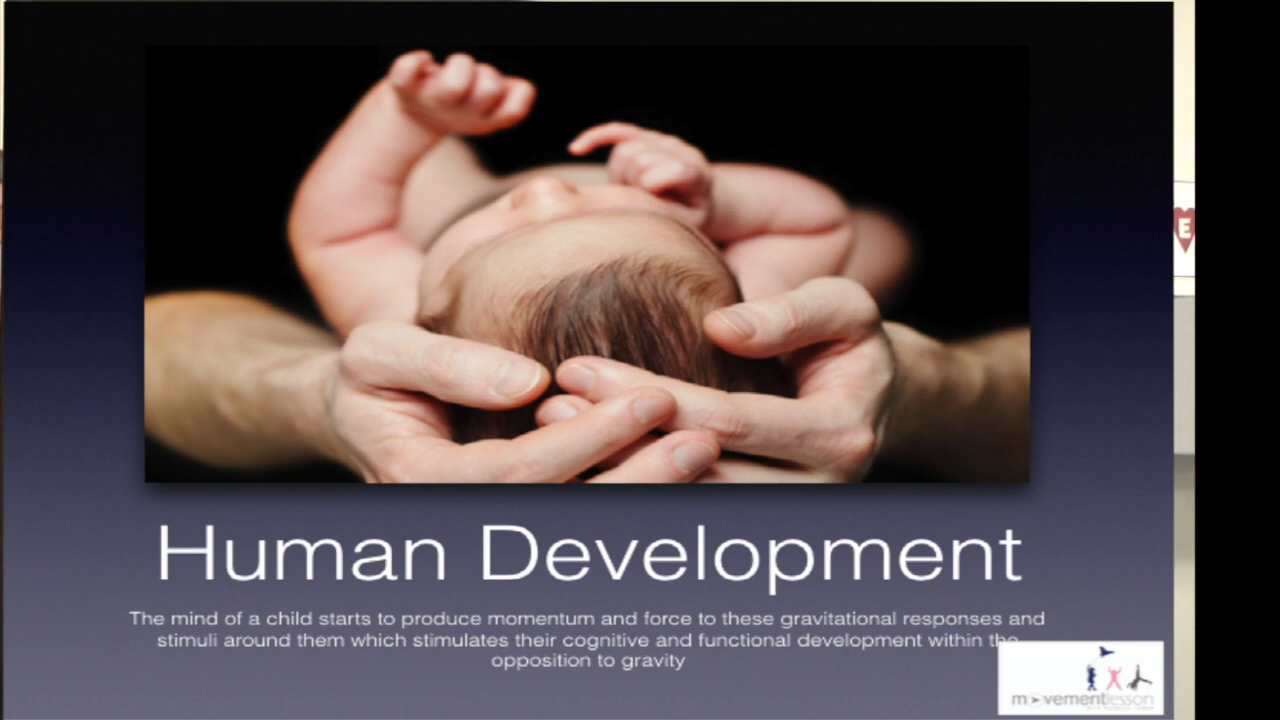 E
Human Development
The mind of a child starts to produce momentum and force to these gravitational responses and
stimuli around them which stimulates their cognitive and functional development within the
opposition to gravity
movementlesson